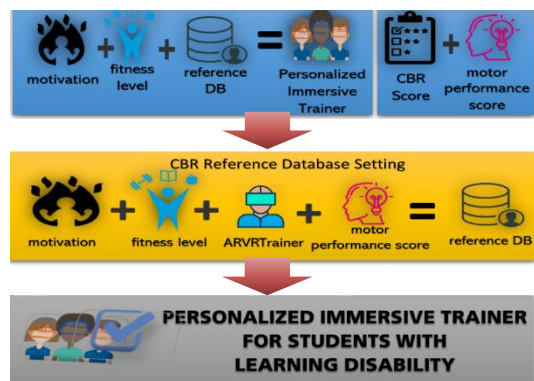 motivation
fitness
level
reference
DB
Personalized
Immersive
Trainer
CBR
Score
motor
performance
score
CBR Reference Database Setting
motivation
fitness level
ARVRTrainer
motor
performance score
reference DB
PERSONALIZED IMMERSIVE TRAINER
FOR STUDENTS WITH
LEARNING DISABILITY